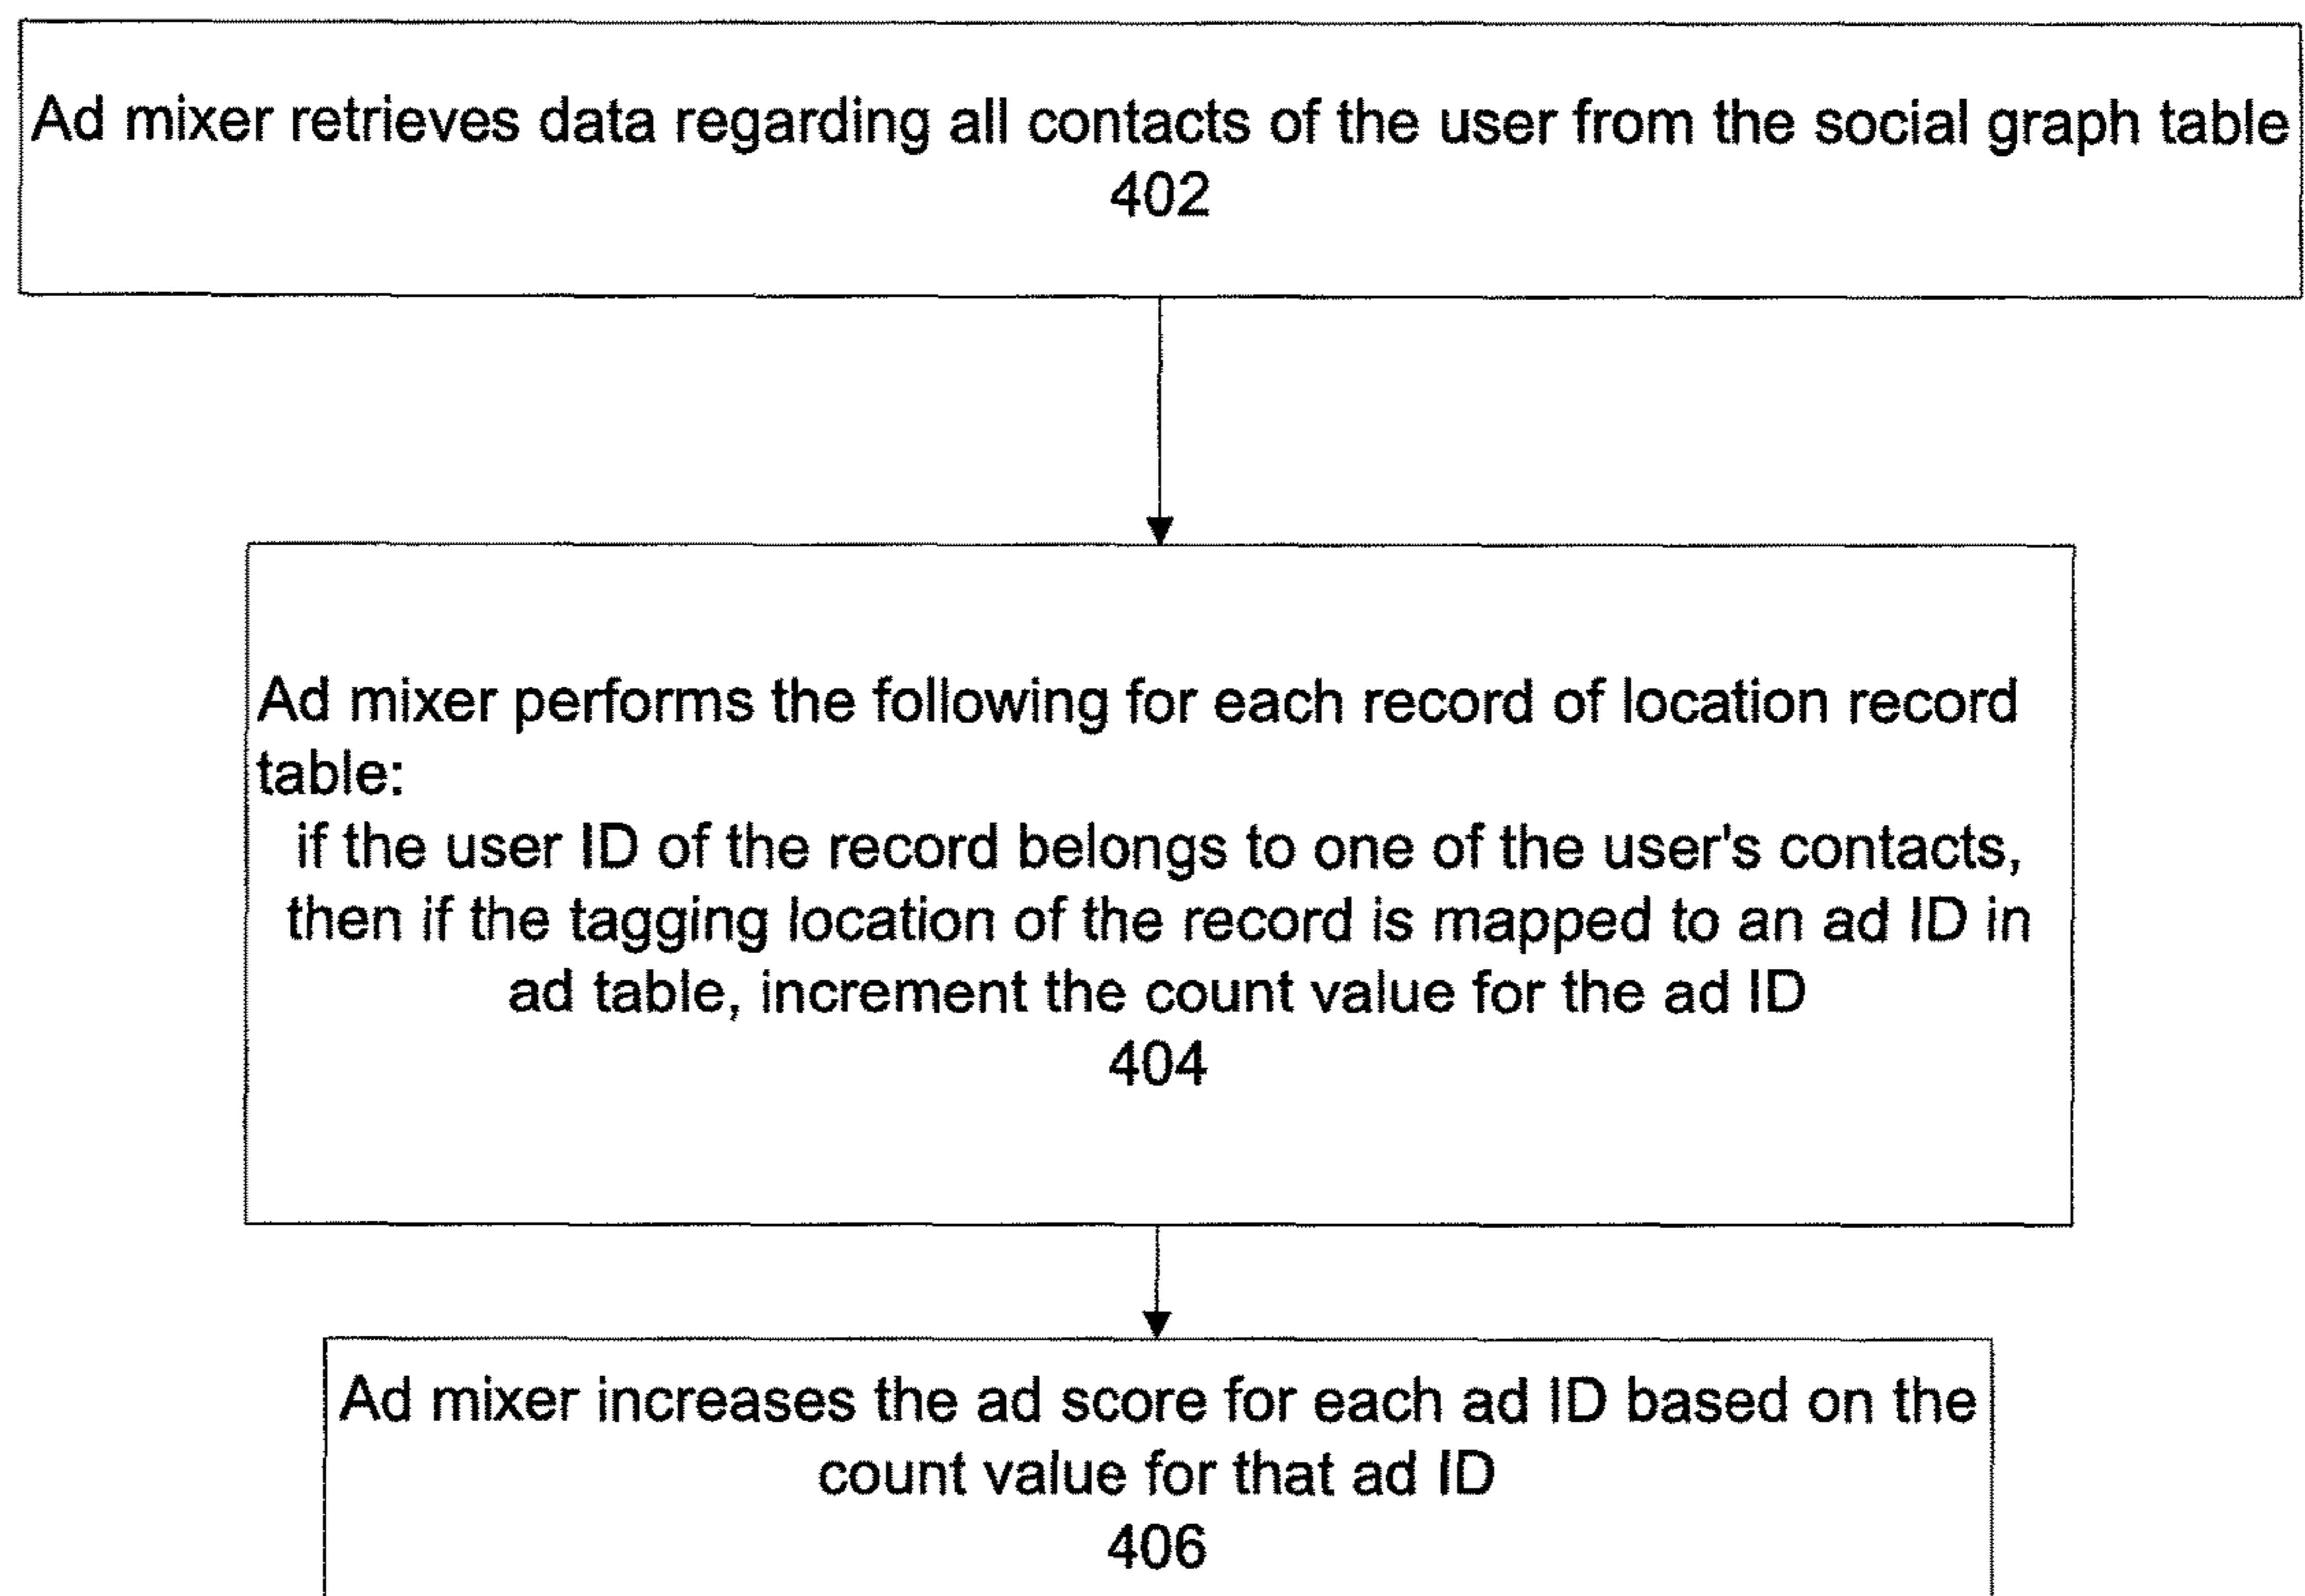 Ad mixer retrieves data regarding all contacts of the user from the social graph table
402
Ad mixer performs the following for each record of location record
table:
if the user ID of the record belongs to one of the user's contacts,
then if the tagging location of the record is mapped to an ad ID in
ad table, increment the count value for the ad ID
404
Ad mixer increases the ad score for each ad ID based on the
count value for that ad ID
406